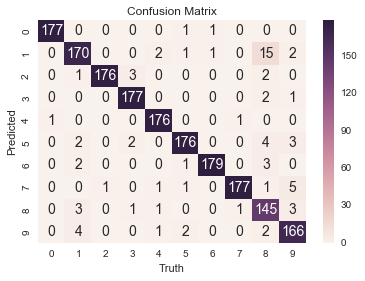 Confusion Matrix
0 177 0 0 0 0 1 1 0 0 0
1 0 170 0 0 2 1 1 0 15 2
2 0 1 176 3 0 0 0 0 2 0
3 0 0 0 177 0 0 0 0 2 1
4 1 0 0 0 176 0 0 1 0 0
5 0 2 0 2 0 176 0 0 4 3
6 0 2 0 0 0 1 179 0 3 0
7 0 0 1 0 1 0 0 177 1 5
8 0 3 0 1 1 0 0 1 145 3
9 0 4 0 0 1 2 0 0 2 166
0 1 2 3 4 5 6 7 8 9
Truth
Predicted
150
120
90
60
30
0